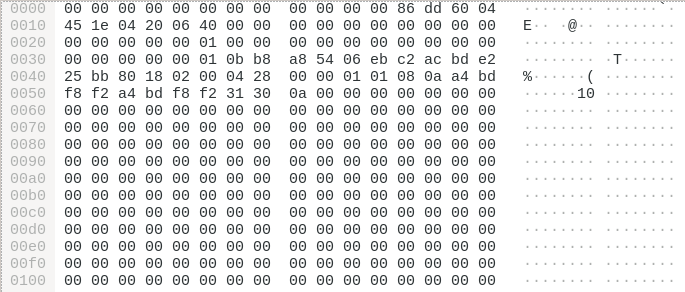 0000 00 00 00 00 00 00 00 00 00 00 00 00 86 dd 60 04 ········ ······`·
0010 45 1e 04 20 06 40 00 00 00 00 00 00 00 00 00 00 E·· ·@·· ········
0020 00 00 00 00 00 01 00 00 00 00 00 00 00 00 00 00 ········ ········
0030 00 00 00 00 00 01 0b b8 a8 54 06 eb c2 ac bd e2 ········ ·T······
0040 25 bb 80 18 02 00 04 28 00 00 01 01 08 0a a4 bd %······( ········
0050 f8 f2 a4 bd f8 f2 31 30 0a 00 00 00 00 00 00 00 ······10 ········
0060 00 00 00 00 00 00 00 00 00 00 00 00 00 00 00 00 ········ ········
0070 00 00 00 00 00 00 00 00 00 00 00 00 00 00 00 00 ········ ········
0080 00 00 00 00 00 00 00 00 00 00 00 00 00 00 00 00 ········ ········
0090 00 00 00 00 00 00 00 00 00 00 00 00 00 00 00 00 ········ ········
00a0 00 00 00 00 00 00 00 00 00 00 00 00 00 00 00 00 ········ ········
00b0 00 00 00 00 00 00 00 00 00 00 00 00 00 00 00 00 ········ ········
00c0 00 00 00 00 00 00 00 00 00 00 00 00 00 00 00 00 ········ ········
00d0 00 00 00 00 00 00 00 00 00 00 00 00 00 00 00 00 ········ ········
00e0 00 00 00 00 00 00 00 00 00 00 00 00 00 00 00 00 ········ ········
00f0 00 00 00 00 00 00 00 00 00 00 00 00 00 00 00 00 ········ ········
0100 00 00 00 00 00 00 00 00 00 00 00 00 00 00 00 00 ········ ········